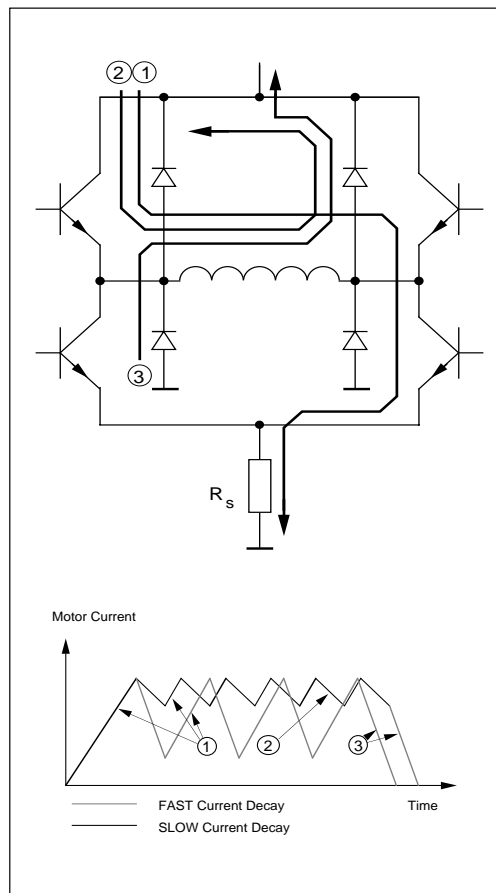 ② ①
③
R s
Motor Current
① ② ③
FAST Current Decay Time
SLOW Current Decay